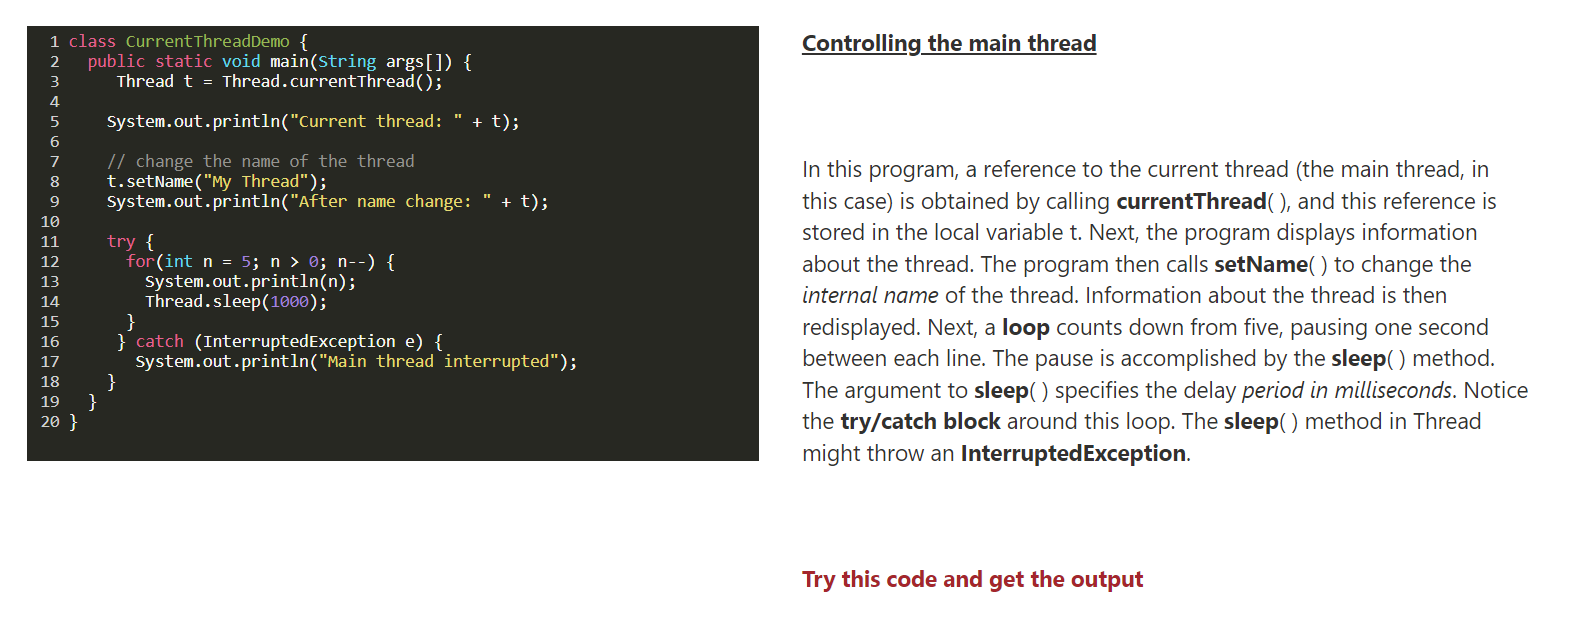 1 class CurrentThreadDemo {
2 public static void main(String args[]) {
3 Thread t = Thread.currentThread();
4
5 System.out.println("Current thread: " + t);
6
7 // change the name of the thread
8 t.setName("My Thread");
9 System.out.println("After name change: " + t);
10
11 try {
12 for(int n = 5; n > 0; n--) {
13 System.out.println(n);
14 Thread.sleep(1000);
15 }
16 } catch (InterruptedException e) {
17 System.out.println("Main thread interrupted");
18 }
19 }
20 }
Controlling the main thread
In this program, a reference to the current thread (the main thread, in
this case) is obtained by calling currentThread( ), and this reference is
stored in the local variable t. Next, the program displays information
about the thread. The program then calls setName( ) to change the
internal name of the thread. Information about the thread is then
redisplayed. Next, a loop counts down from five, pausing one second
between each line. The pause is accomplished by the sleep( ) method.
The argument to sleep( ) specifies the delay period in milliseconds. Notice
the try/catch block around this loop. The sleep( ) method in Thread
might throw an InterruptedException.
Try this code and get the output